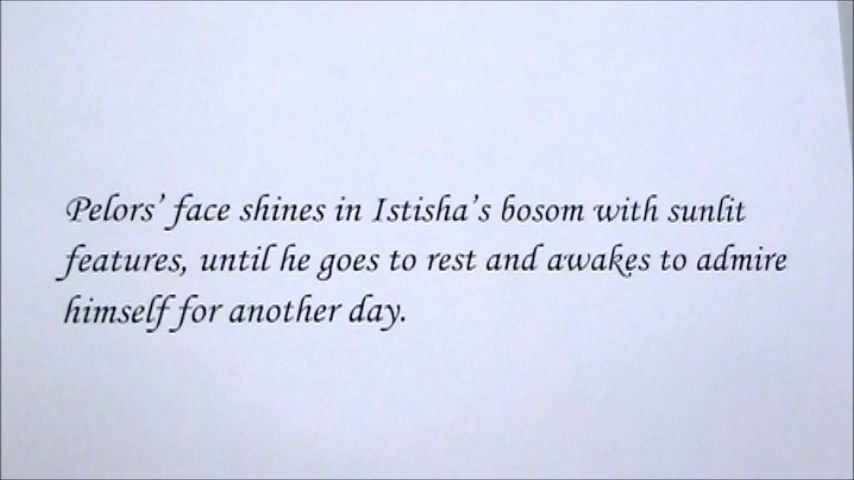 Pelors’ face shines in Istisha’s bosom with sunlit
features, until he goes to rest and awakes to admire
himself for another day.